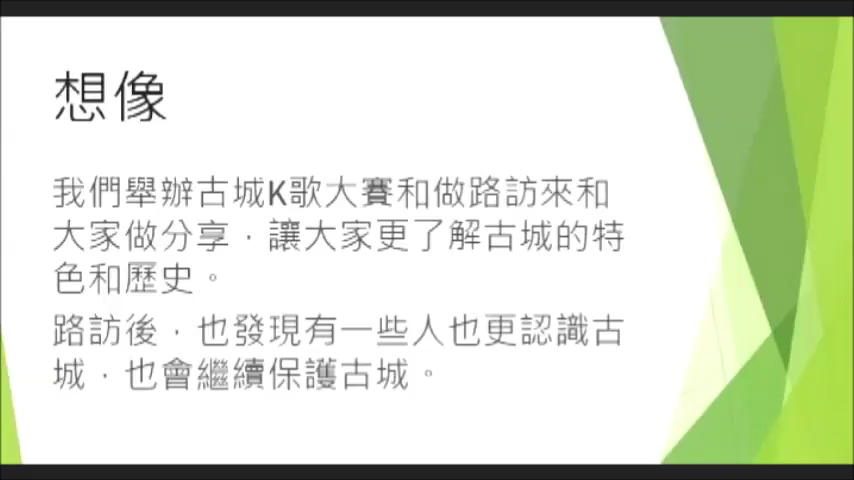 想像
我們舉辦古城K歌大賽和做路訪來和
大家做分享，讓大家更了解古城的特
色和歷史。
路訪後，也發現有一些人也更認識古
城，也會繼續保護古城。